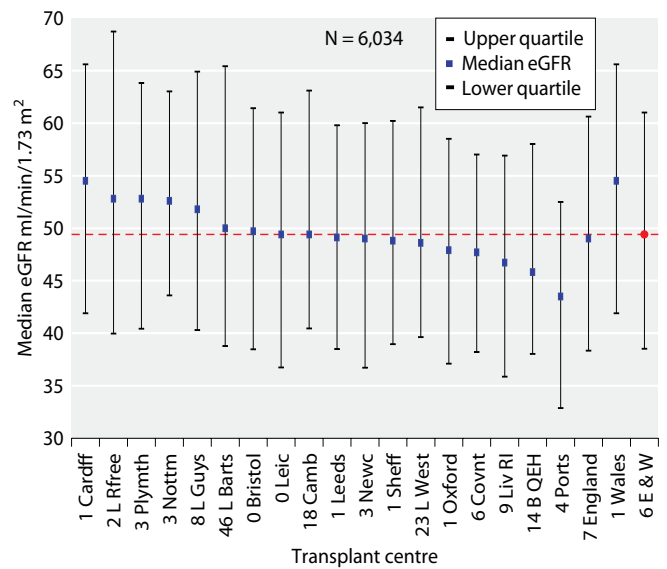 70
65
60
55
50
45
40
35
30
Median eGFR ml/min/1.73 m²
N = 6,034
Upper quartile
Median eGFR
Lower quartile
1 Cardff
2 L Rfree
3 Plymth
3 Nottm
8 L Guys
46 L Barts
0 Bristol
0 Leic
18 Camb
1 Leeds
3 Newc
1 Sheff
23 L West
1 Oxford
6 Covnt
9 Liv RI
14 B QEH
4 Ports
7 England
1 Wales
6 E & W
Transplant centre